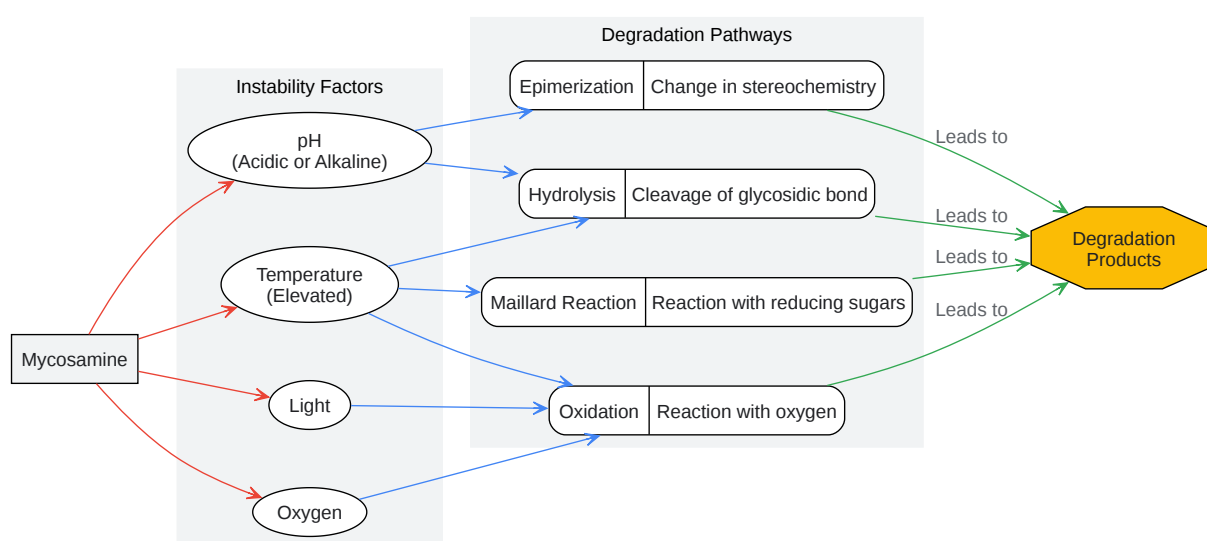 Degradation Pathways
Instability Factors
Epimerization
Change in stereochemistry
pH
(Acidic or Alkaline)
Leads to
Hydrolysis
Cleavage of glycosidic bond
Leads to
Degradation
Products
Temperature
(Elevated)
Leads to
Maillard Reaction
Reaction with reducing sugars
Leads to
Mycosamine
Light
Oxidation
Reaction with oxygen
Oxygen